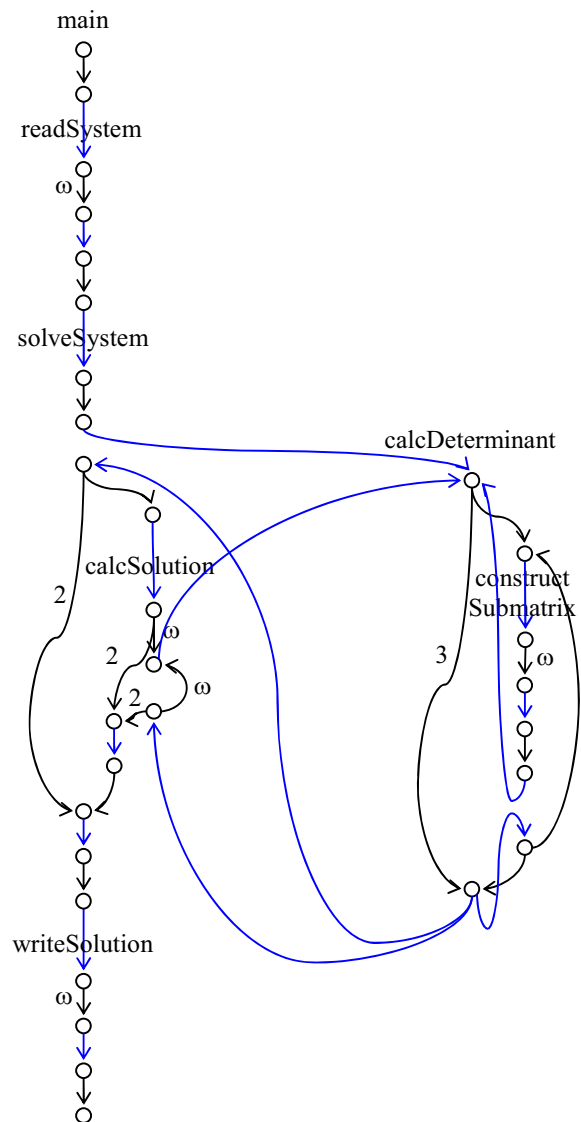 main
readSystem
ω
solveSystem
calcDeterminant
calcSolution
construct
Submatrix
2
ω
3
2
ω
ω
2
writeSolution
ω